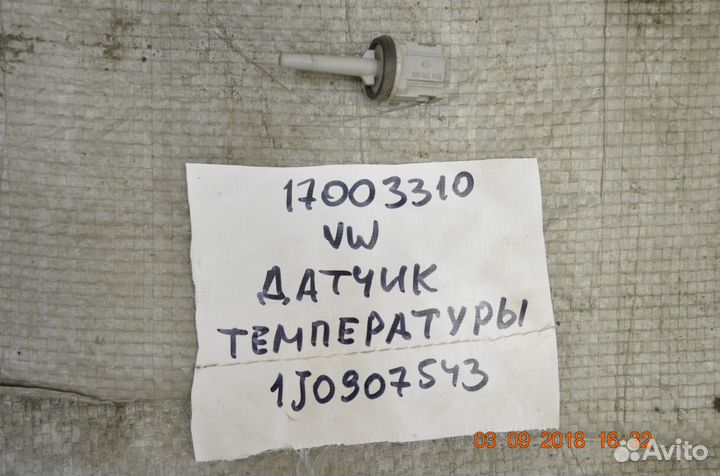 17003310
VW
ДАТЧИК
ТЕМПЕРАТУРЫ
1J0907543
03 09 2018 16:32
Avito